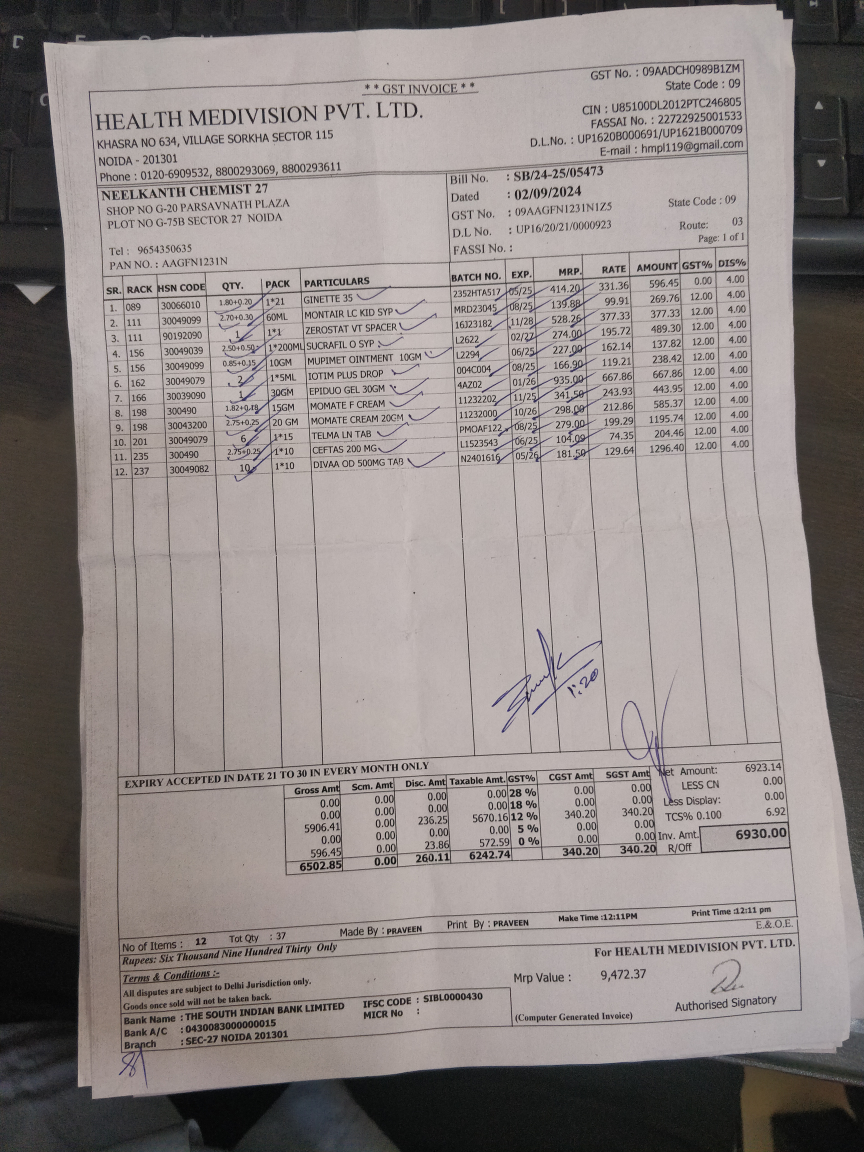 * * GST INVOICE * *
GST No. : 09AADCH0989B1ZM
State Code : 09
HEALTH MEDIVISION PVT. LTD.
CIN : U85100DL2012PTC246805
KHASRA NO 634, VILLAGE SORKHA SECTOR 115
FASSAI No. : 22722925001533
NOIDA - 201301
D.L.No. : UP1620B000691/UP1621B000709
Phone : 0120-6909532, 8800293069, 8800293611
E-mail : hmpl119@gmail.com
NEELKANTH CHEMIST 27
SHOP NO G-20 PARSAVNATH PLAZA
PLOT NO G-75B SECTOR 27 NOIDA
Tel : 9654350635
PAN NO. : AAGFN1231N
Bill No. : SB/24-25/05473
Dated : 02/09/2024
GST No. : 09AAGFN1231N1Z5 State Code : 09
D.L No. : UP16/20/21/0000923 Route: 03
FASSI No. : Page: 1 of 1
SR. RACK HSN CODE QTY. PACK PARTICULARS BATCH NO. EXP. MRP. RATE AMOUNT GST% DIS%
1. 089 30066010 1.80+0.20 1*21 GINETTE 35 2352HTA517 05/25 414.20 331.36 596.45 0.00 4.00
2. 111 30049099 2.70+0.30 60ML MONTAIR LC KID SYP MRD23045 08/25 139.88 99.91 269.76 12.00 4.00
3. 111 90192090 1 1*1 ZEROSTAT VT SPACER 16J23182 11/28 528.26 377.33 377.33 12.00 4.00
4. 156 30049039 2.50+0.50 1*200ML SUCRAFIL O SYP L2622 02/27 274.00 195.72 489.30 12.00 4.00
5. 156 30049099 0.85+0.15 10GM MUPIMET OINTMENT 10GM L2294 06/25 227.00 162.14 137.82 12.00 4.00
6. 162 30049079 2 1*5ML IOTIM PLUS DROP 004C004 08/25 166.90 119.21 238.42 12.00 4.00
7. 166 30039090 1 30GM EPIDUO GEL 30GM 4AZ02 01/26 935.00 667.86 667.86 12.00 4.00
8. 198 300490 1.82+0.18 15GM MOMATE F CREAM 11232202 11/25 341.50 243.93 443.95 12.00 4.00
9. 198 30043200 2.75+0.25 20 GM MOMATE CREAM 20GM 11232000 10/26 298.00 212.86 585.37 12.00 4.00
10. 201 30049079 6 1*15 TELMA LN TAB PMOAF122 08/25 279.00 199.29 1195.74 12.00 4.00
11. 235 300490 2.75+0.25 1*10 CEFTAS 200 MG L1523543 06/25 104.09 74.35 204.46 12.00 4.00
12. 237 30049082 10 1*10 DIVAA OD 500MG TAB N2401616 05/26 181.50 129.64 1296.40 12.00 4.00
1:20
EXPIRY ACCEPTED IN DATE 21 TO 30 IN EVERY MONTH ONLY
Gross Amt Scm. Amt Disc. Amt Taxable Amt. GST% CGST Amt SGST Amt
0.00 0.00 0.00 0.00 28 % 0.00 0.00
0.00 0.00 0.00 0.00 18 % 0.00 0.00
5906.41 0.00 236.25 5670.16 12 % 340.20 340.20
0.00 0.00 0.00 0.00 5 % 0.00 0.00
596.45 0.00 23.86 572.59 0 % 0.00 0.00
6502.85 0.00 260.11 6242.74 340.20 340.20
Net Amount: 6923.14
LESS CN 0.00
Less Display: 0.00
TCS% 0.100 6.92
Inv. Amt. 6930.00
R/Off
No of Items : 12 Tot Qty : 37 Made By : PRAVEEN Print By : PRAVEEN Make Time :12:11PM Print Time :12:11 pm
Rupees: Six Thousand Nine Hundred Thirty Only E.& O.E.
Terms & Conditions :-
All disputes are subject to Delhi Jurisdiction only.
Goods once sold will not be taken back.
Mrp Value : 9,472.37
For HEALTH MEDIVISION PVT. LTD.
Bank Name : THE SOUTH INDIAN BANK LIMITED IFSC CODE : SIBL0000430
Bank A/C : 0430083000000015 MICR No :
Branch : SEC-27 NOIDA 201301
(Computer Generated Invoice)
Authorised Signatory